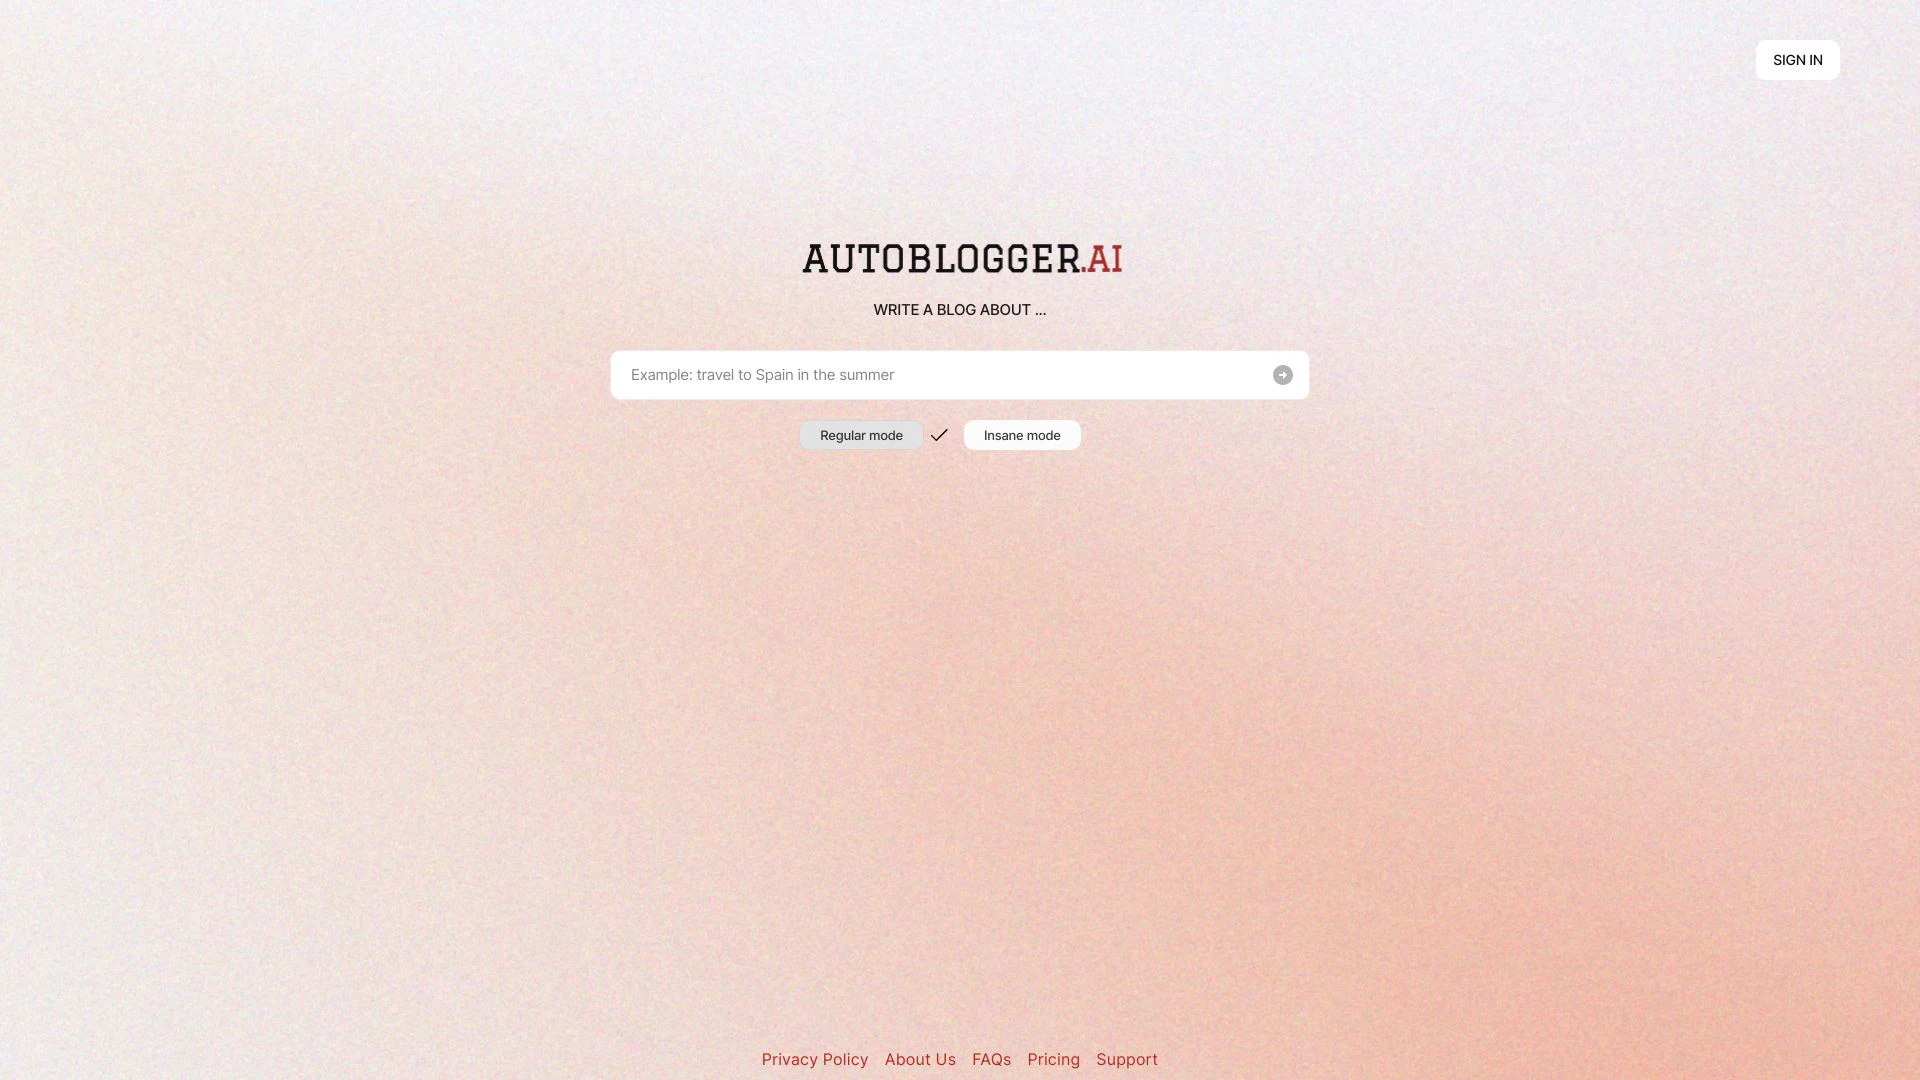 SIGN IN
AUTOBLOGGER.AI
WRITE A BLOG ABOUT ...
Example: travel to Spain in the summer
Regular mode Insane mode
Privacy Policy About Us FAQs Pricing Support